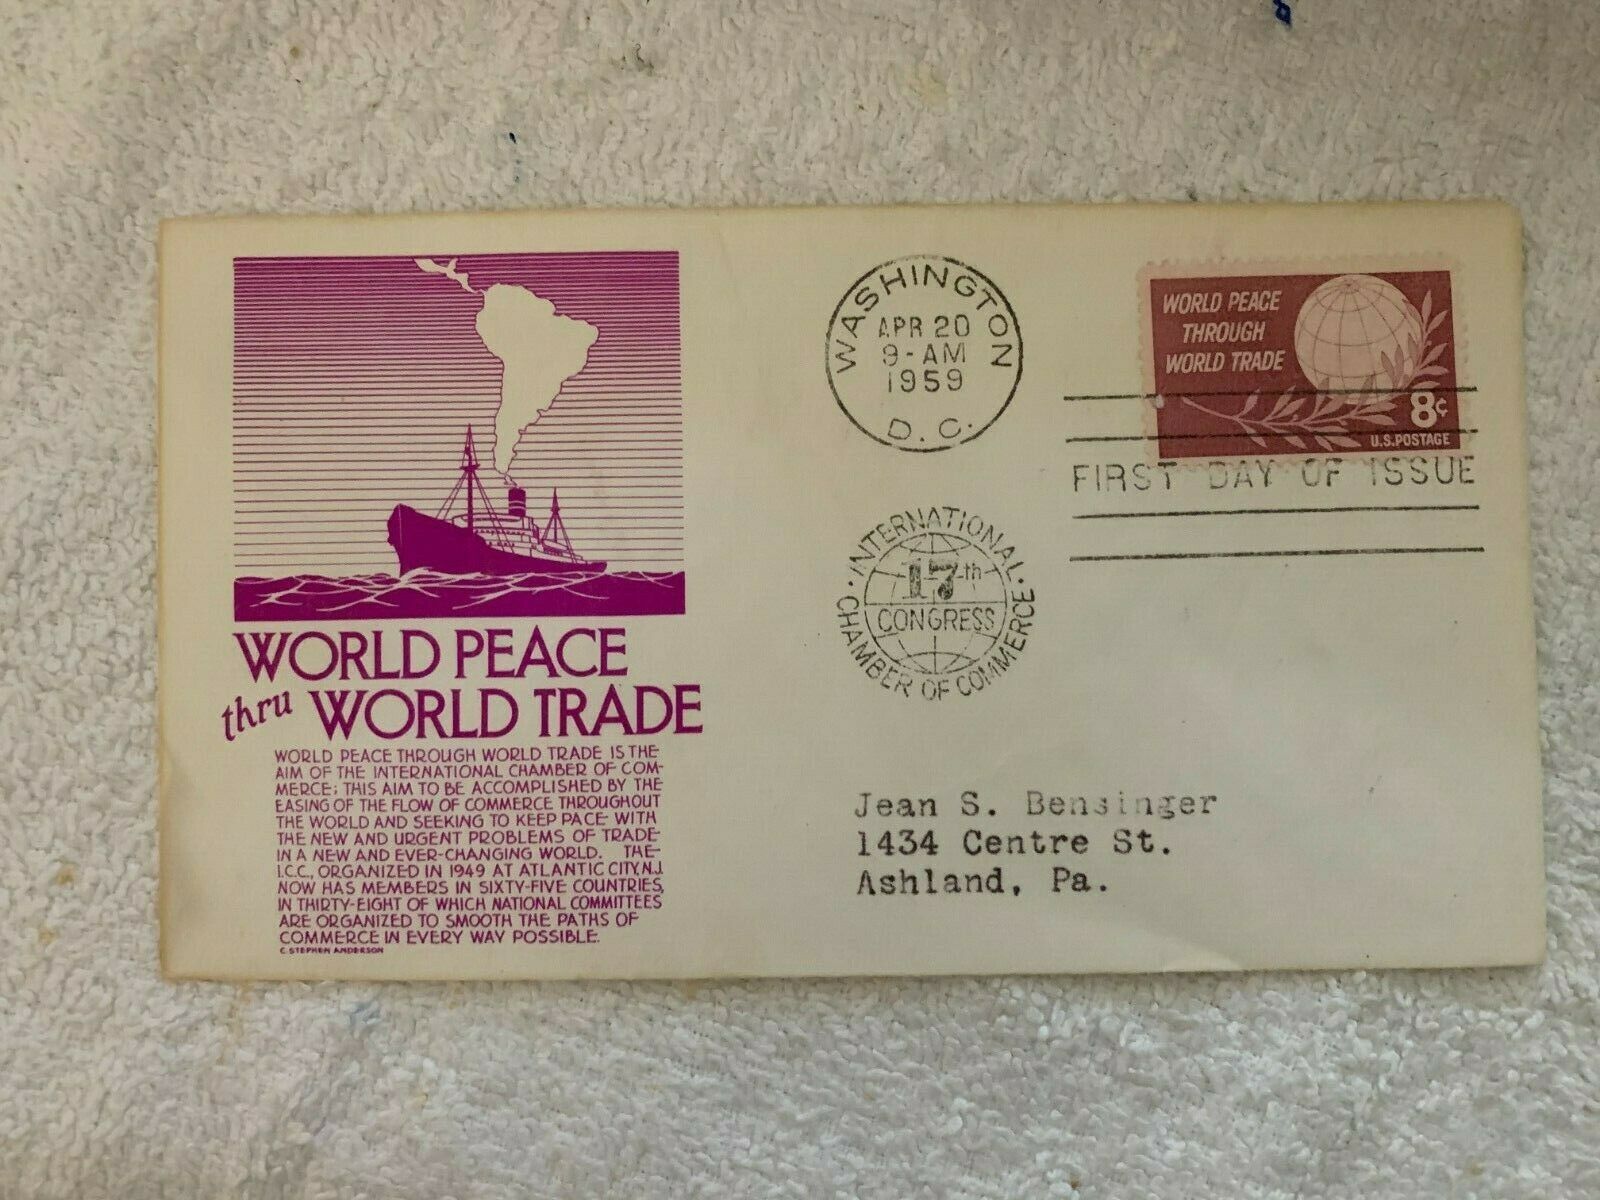 WORLD PEACE
thru WORLD TRADE
WORLD PEACE THROUGH WORLD TRADE IS THE
AIM OF THE INTERNATIONAL CHAMBER OF COM-
MERCE; THIS AIM TO BE ACCOMPLISHED BY THE
EASING OF THE FLOW OF COMMERCE THROUGHOUT
THE WORLD AND SEEKING TO KEEP PACE WITH
THE NEW AND URGENT PROBLEMS OF TRADE
IN A NEW AND EVER-CHANGING WORLD. THE
I.C.C., ORGANIZED IN 1949 AT ATLANTIC CITY, N.J.
NOW HAS MEMBERS IN SIXTY-FIVE COUNTRIES,
IN THIRTY-EIGHT OF WHICH NATIONAL COMMITTEES
ARE ORGANIZED TO SMOOTH THE PATHS OF
COMMERCE IN EVERY WAY POSSIBLE.
C. STEPHEN ANDERSON
WASHINGTON
APR 20
9-AM
1959
D. C.
WORLD PEACE
THROUGH
WORLD TRADE
8¢
U.S. POSTAGE
FIRST DAY OF ISSUE
INTERNATIONAL
17th
CONGRESS
CHAMBER OF COMMERCE
Jean S. Bensinger
1434 Centre St.
Ashland, Pa.